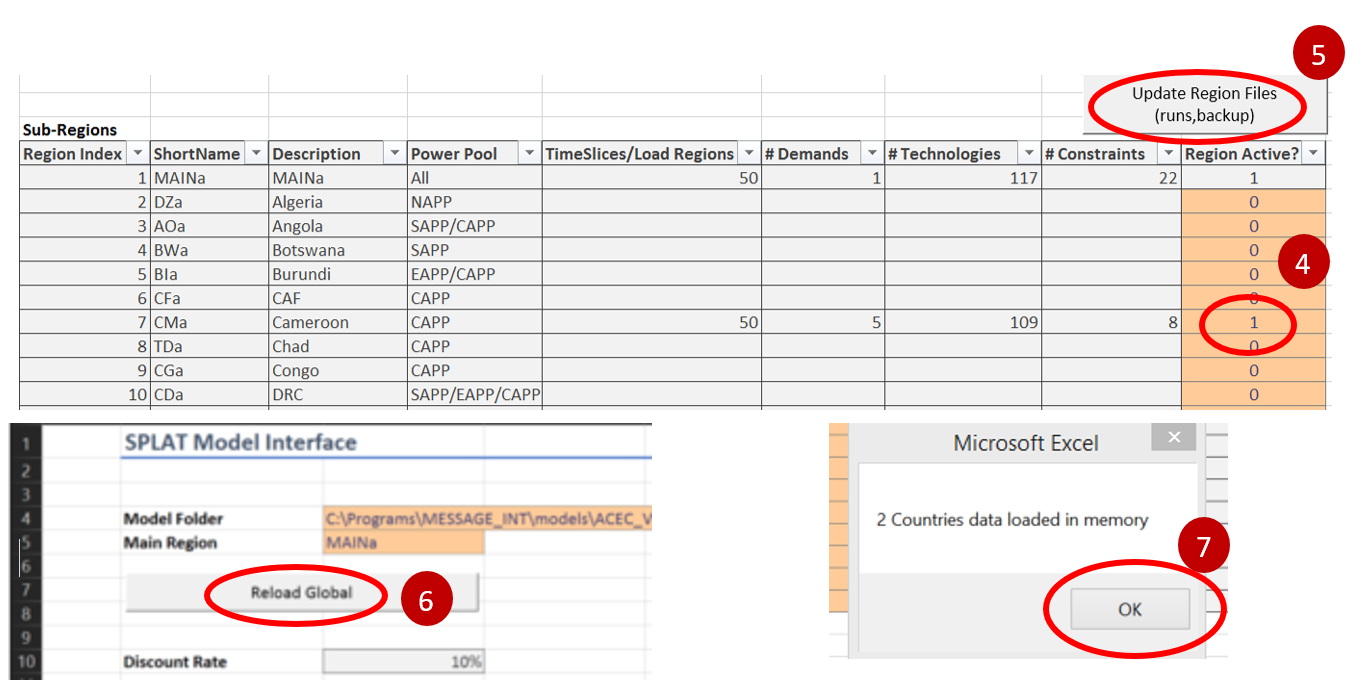 5
Update Region Files
(runs,backup)
Sub-Regions
Region Index ShortName Description Power Pool TimeSlices/Load Regions # Demands # Technologies # Constraints Region Active?
1 MAINa MAINa All 50 1 117 22 1
2 DZa Algeria NAPP 0
3 AOa Angola SAPP/CAPP 0
4 BWa Botswana SAPP 0
4
5 BIa Burundi EAPP/CAPP 0
6 CFa CAF CAPP 0
7 CMa Cameroon CAPP 50 5 109 8 1
8 TDa Chad CAPP 0
9 CGa Congo CAPP 0
10 CDa DRC SAPP/EAPP/CAPP 0
1 SPLAT Model Interface
2
3
4 Model Folder C:\Programs\MESSAGE_INT\models\ACEC_V
5 Main Region MAINa
6
7 Reload Global
6
8
9
10 Discount Rate 10%
Microsoft Excel
2 Countries data loaded in memory
7
OK